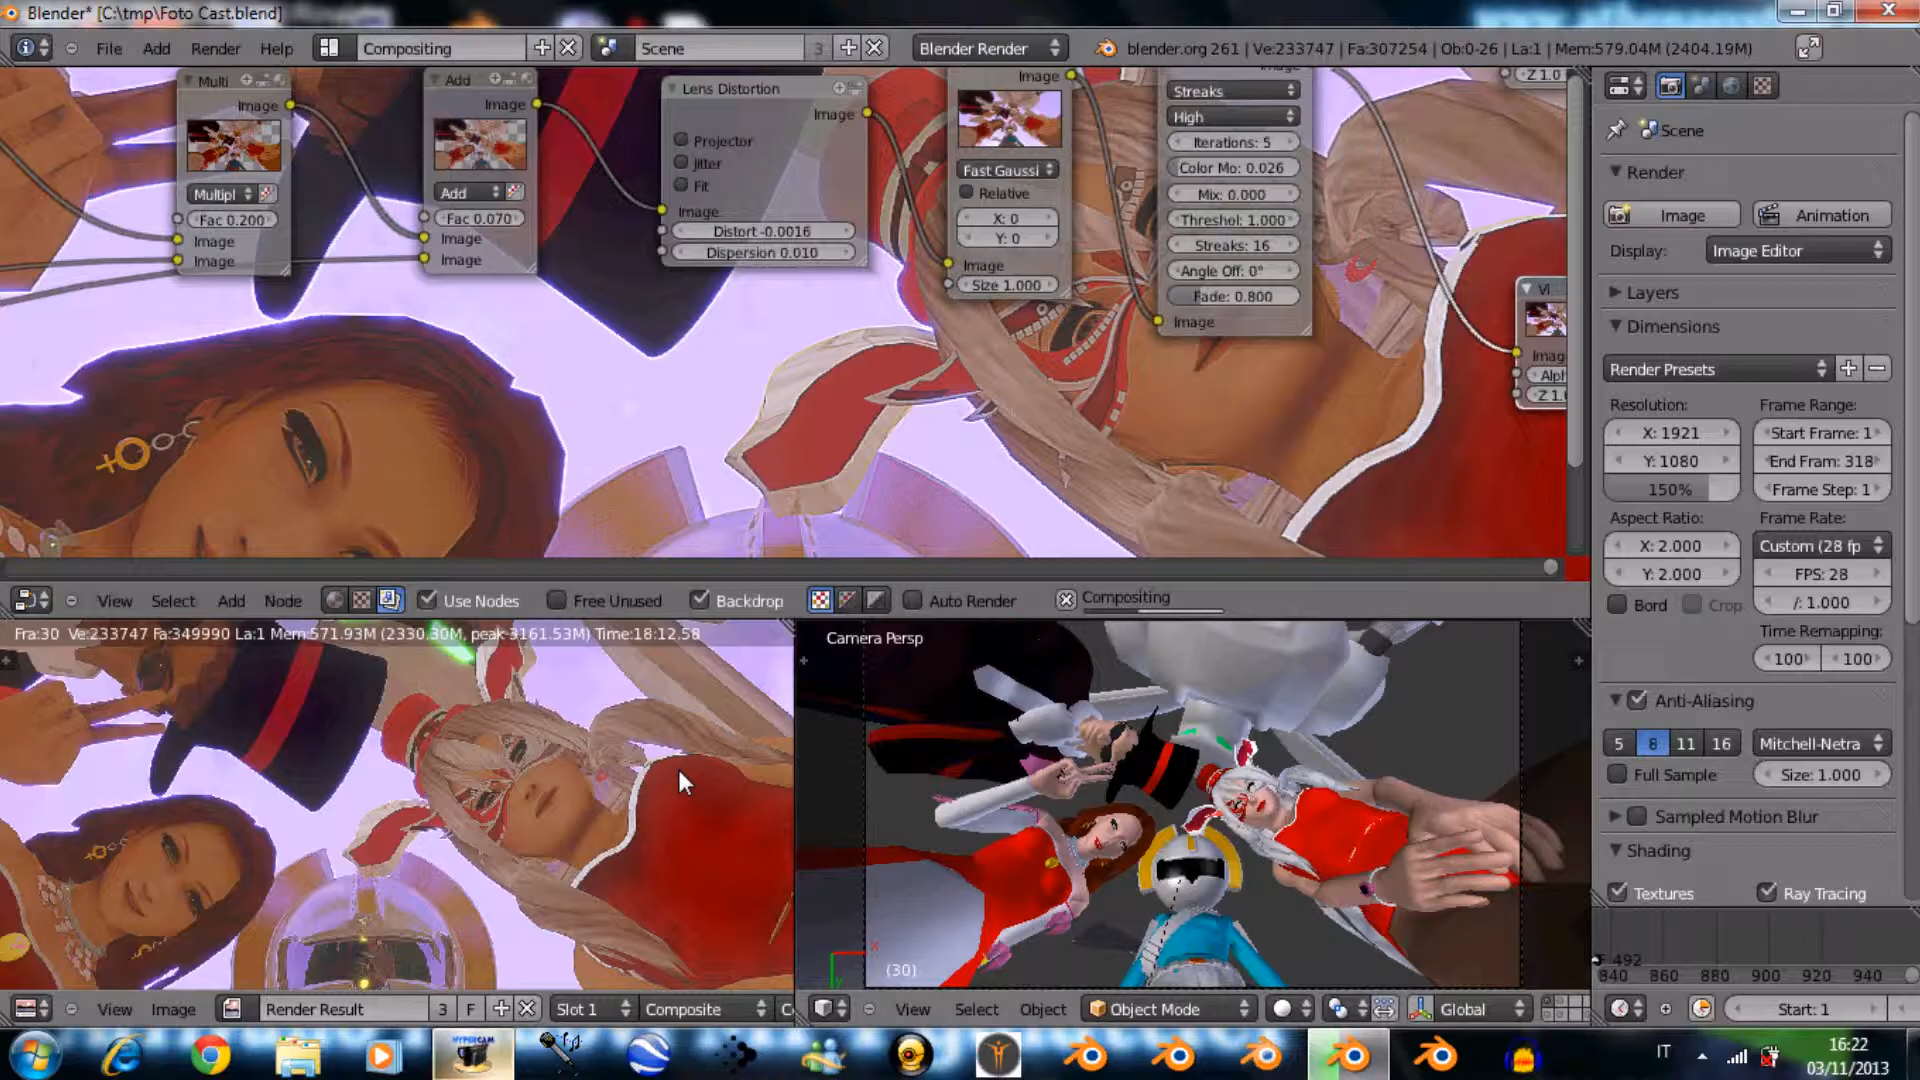 Blender* [C:\tmp\Foto Cast.blend]
File Add Render Help Compositing Scene 3 Blender Render blender.org 261 | Ve:233747 | Fa:307254 | Ob:0-26 | La:1 | Mem:579.04M (2404.19M)
Multi
Image
Multipl
Fac 0.200
Image
Image
Add
Image
Add
Fac 0.070
Image
Image
Lens Distortion
Image
Projector
Jitter
Fit
Image
Distort -0.0016
Dispersion 0.010
Image
Fast Gaussi
Relative
X: 0
Y: 0
Image
Size 1.000
Streaks
High
Iterations: 5
Color Mo: 0.026
Mix: 0.000
Threshol: 1.000
Streaks: 16
Angle Off: 0°
Fade: 0.800
Image
Z 1.0
Vi
Imag
Alph
Z 1.
View Select Add Node Use Nodes Free Unused Backdrop Auto Render Compositing
Fra:30 Ve:233747 Fa:349990 La:1 Mem:571.93M (2330.30M, peak 3161.53M) Time:18:12.58
View Image Render Result 3 F Slot 1 Composite
Camera Persp
(30)
View Select Object Object Mode Global
Scene
Render
Image Animation
Display: Image Editor
Layers
Dimensions
Render Presets
Resolution: Frame Range:
X: 1921 Start Frame: 1
Y: 1080 End Fram: 318
150% Frame Step: 1
Aspect Ratio: Frame Rate:
X: 2.000 Custom (28 fp
Y: 2.000 FPS: 28
Bord Crop /: 1.000
Time Remapping:
100 100
Anti-Aliasing
5 8 11 16 Mitchell-Netra
Full Sample Size: 1.000
Sampled Motion Blur
Shading
Textures Ray Tracing
492
840 860 880 900 920 940
Start: 1
HYPERCAM
IT
16:22
03/11/2013